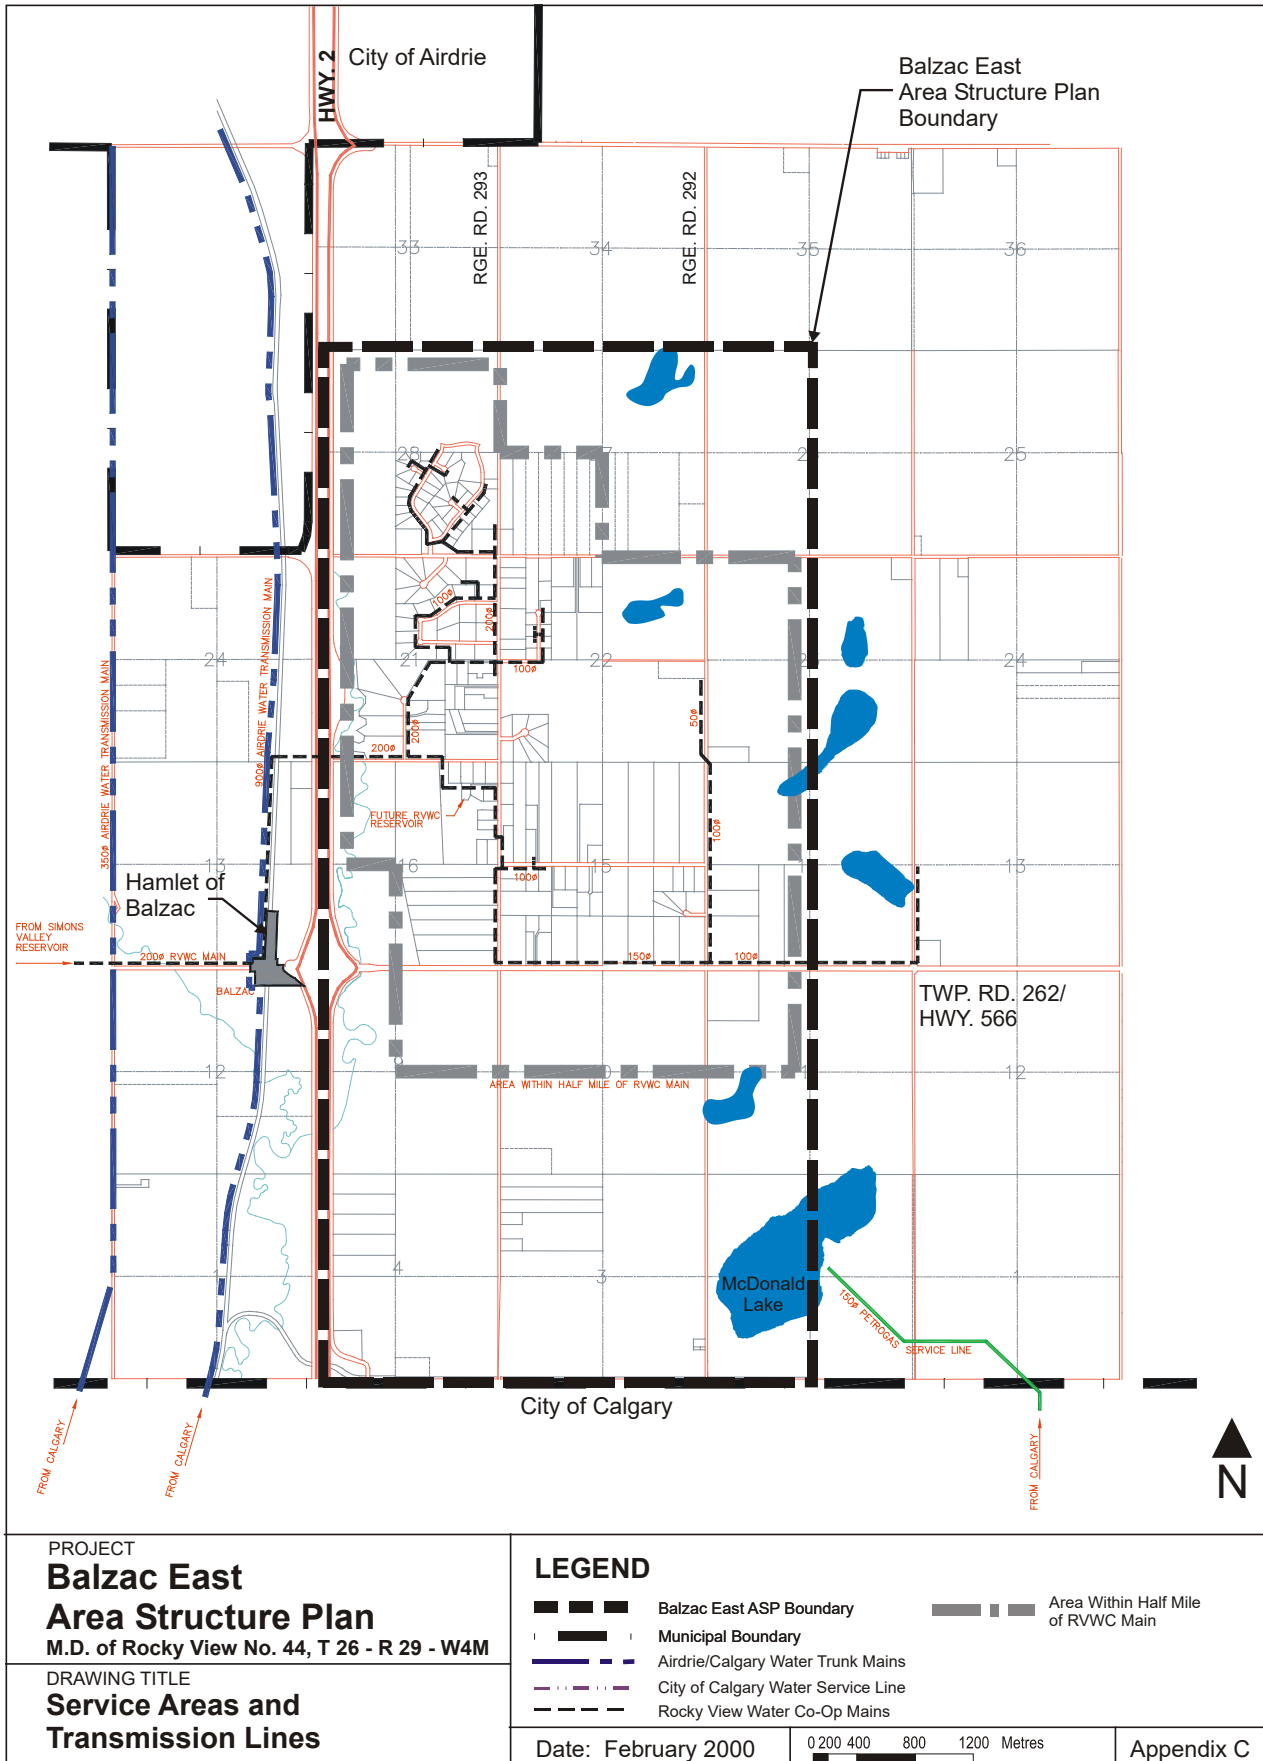 City of Airdrie
HWY. 2
Balzac East
Area Structure Plan
Boundary
RGE. RD. 293
RGE. RD. 292
33
34
35
36
28
25
100ø
200ø
24
21
22
24
100ø
350ø AIRDRIE WATER TRANSMISSION MAIN
900ø AIRDRIE WATER TRANSMISSION MAIN
50ø
200ø
200ø
FUTURE RVWC
RESERVOIR
100ø
13
16
15
13
100ø
Hamlet of
Balzac
FROM SIMONS
VALLEY
RESERVOIR
200ø RVWC MAIN
150ø
100ø
BALZAC
TWP. RD. 262/
HWY. 566
12
12
AREA WITHIN HALF MILE OF RVWC MAIN
4
3
1
1
McDonald
Lake
150ø PETROGAS SERVICE LINE
City of Calgary
FROM CALGARY
FROM CALGARY
FROM CALGARY
N
PROJECT
Balzac East
Area Structure Plan
M.D. of Rocky View No. 44, T 26 - R 29 - W4M
DRAWING TITLE
Service Areas and
Transmission Lines
LEGEND
Balzac East ASP Boundary
Municipal Boundary
Airdrie/Calgary Water Trunk Mains
City of Calgary Water Service Line
Rocky View Water Co-Op Mains
Area Within Half Mile
of RVWC Main
Date: February 2000
0 200 400 800 1200 Metres
Appendix C